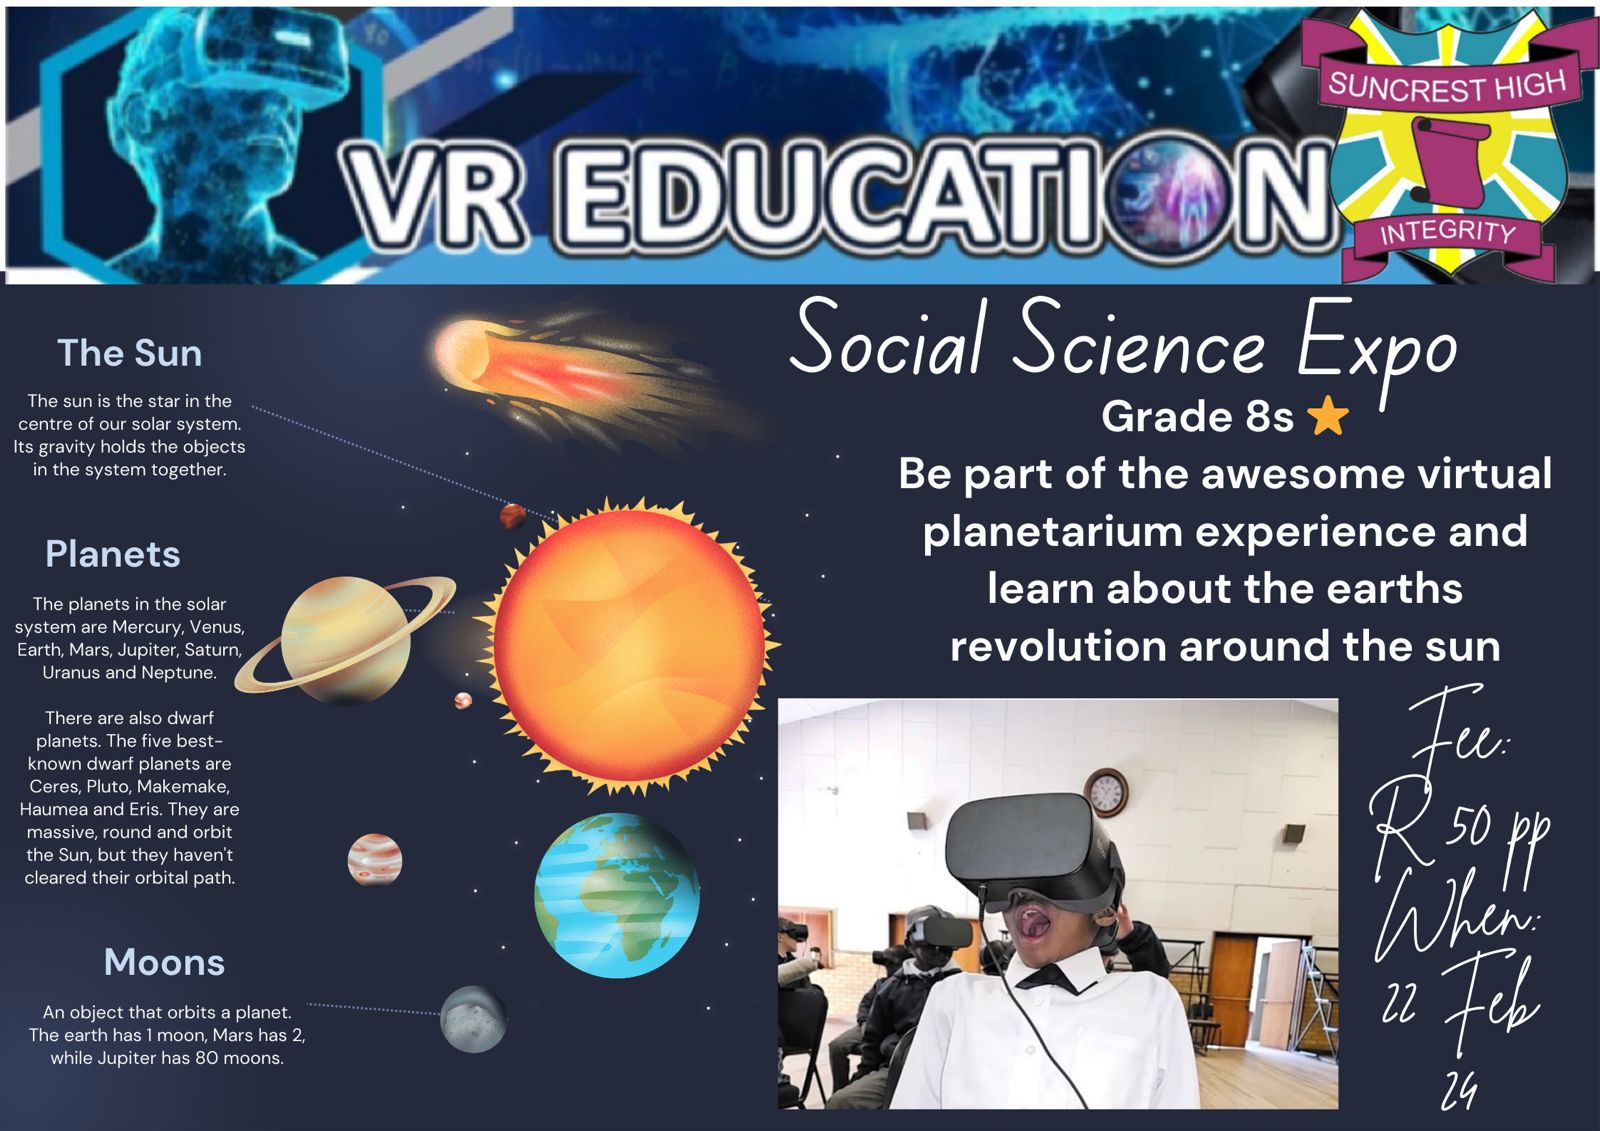 VR EDUCATION
SUNCREST HIGH
INTEGRITY
Social Science Expo
Grade 8s
Be part of the awesome virtual
planetarium experience and
learn about the earths
revolution around the sun
Fee:
R 50 pp
When:
22 Feb
24
The Sun
The sun is the star in the
centre of our solar system.
Its gravity holds the objects
in the system together.
Planets
The planets in the solar
system are Mercury, Venus,
Earth, Mars, Jupiter, Saturn,
Uranus and Neptune.
There are also dwarf
planets. The five best-
known dwarf planets are
Ceres, Pluto, Makemake,
Haumea and Eris. They are
massive, round and orbit
the Sun, but they haven't
cleared their orbital path.
Moons
An object that orbits a planet.
The earth has 1 moon, Mars has 2,
while Jupiter has 80 moons.